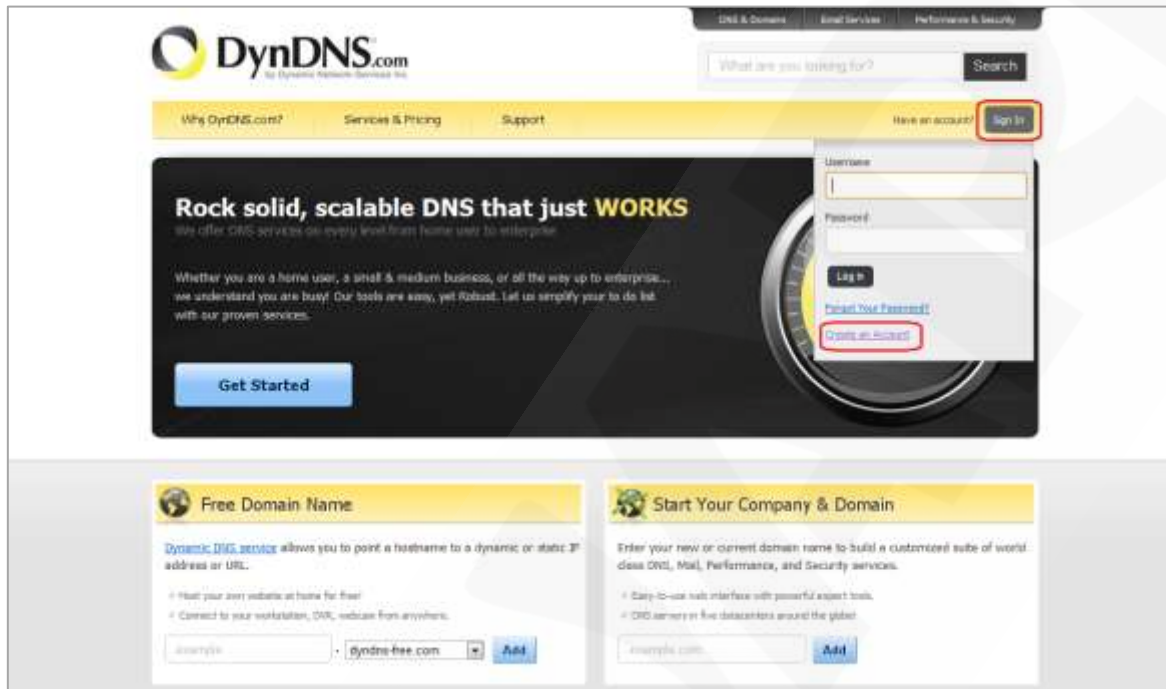 DNS & Domains Email Services Performance & Security
DynDNS.com
by Dynamic Network Services Inc.
What are you looking for? Search
Why DynDNS.com? Services & Pricing Support Have an account? Sign In
Username
Password
Log In
Forgot Your Password?
Create an Account
Rock solid, scalable DNS that just WORKS
We offer DNS services on every level from home user to enterprise
Whether you are a home user, a small & medium business, or all the way up to enterprise...
we understand you are busy! Our tools are easy, yet Robust. Let us simplify your to do list
with our proven services.
Get Started
Free Domain Name
Dynamic DNS service allows you to point a hostname to a dynamic or static IP
address or URL.
Host your own website at home for free!
Connect to your workstation, DVR, webcam from anywhere.
example . dyndns-free.com Add
Start Your Company & Domain
Enter your new or current domain name to build a customized suite of world
class DNS, Mail, Performance, and Security services.
Easy-to-use web interface with powerful expert tools.
DNS servers in five datacenters around the globe!
example.com Add